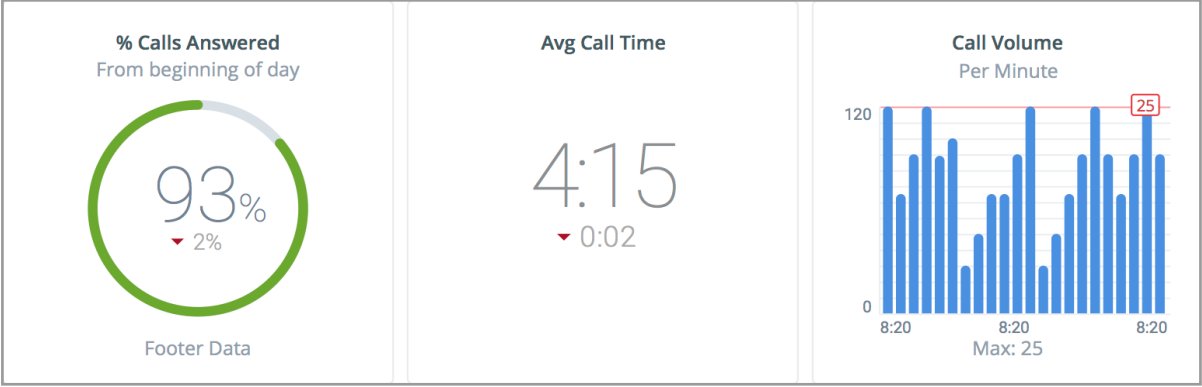 % Calls Answered
From beginning of day
93%
2%
Footer Data
Avg Call Time
4:15
0:02
Call Volume
Per Minute
120
25
0
8:20 8:20 8:20
Max: 25